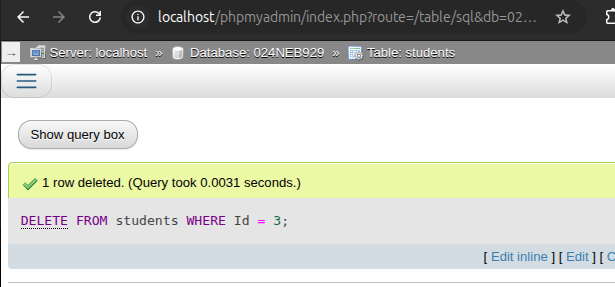 localhost/phpmyadmin/index.php?route=/table/sql&db=02...
Server: localhost » Database: 024NEB929 » Table: students
Show query box
1 row deleted. (Query took 0.0031 seconds.)
DELETE FROM students WHERE Id = 3;
[ Edit inline ] [ Edit ] [